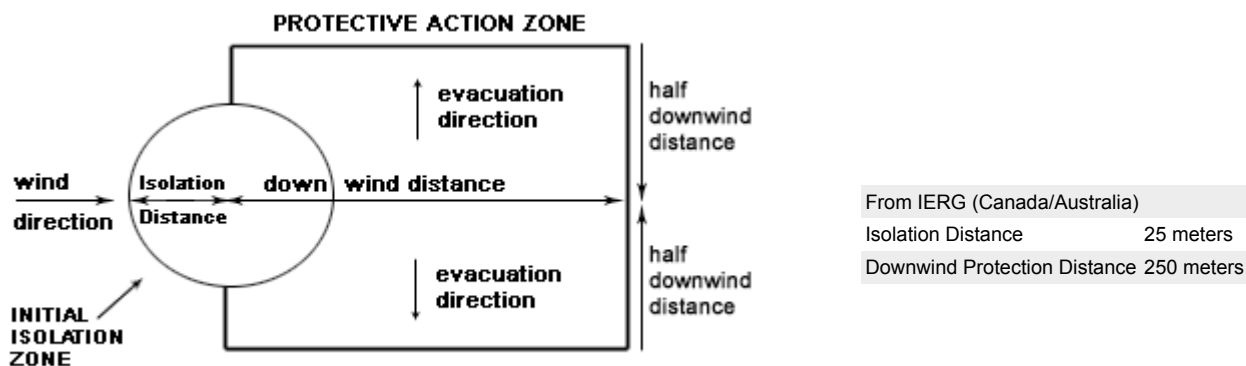 PROTECTIVE ACTION ZONE
evacuation
direction
half
downwind
distance
wind
direction
Isolation
Distance
down wind distance
evacuation
direction
half
downwind
distance
INITIAL
ISOLATION
ZONE
From IERG (Canada/Australia)
Isolation Distance 25 meters
Downwind Protection Distance 250 meters